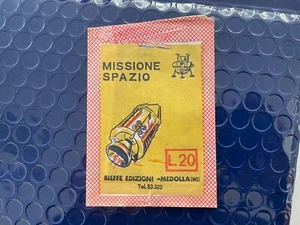 MISSIONE
SPAZIO
L.20
BIEFFE EDIZIONI - MEDOLLA (MO)
Tel. 53.320